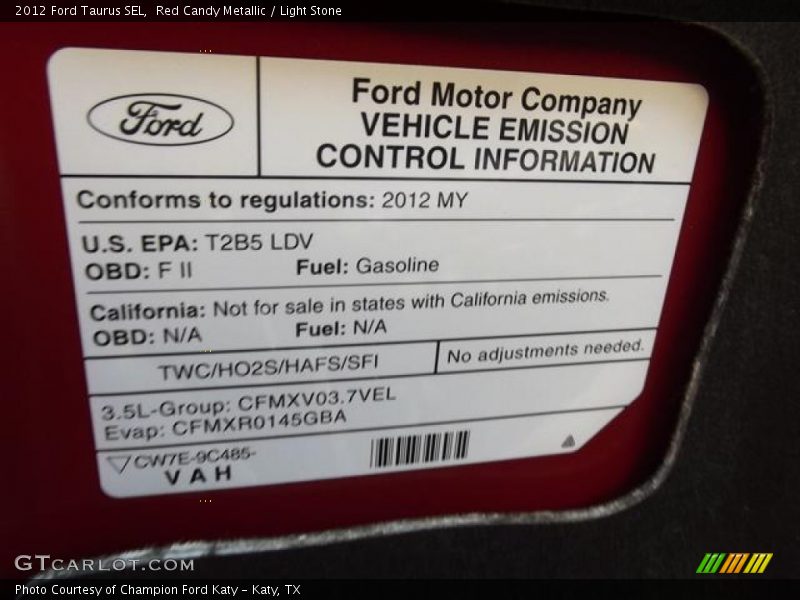 2012 Ford Taurus SEL, Red Candy Metallic / Light Stone
Ford
Ford Motor Company
VEHICLE EMISSION
CONTROL INFORMATION
Conforms to regulations: 2012 MY
U.S. EPA: T2B5 LDV
OBD: F II Fuel: Gasoline
California: Not for sale in states with California emissions.
OBD: N/A Fuel: N/A
TWC/HO2S/HAFS/SFI No adjustments needed.
3.5L-Group: CFMXV03.7VEL
Evap: CFMXR0145GBA
CW7E-9C485-
V A H
GTCARLOT.COM
Photo Courtesy of Champion Ford Katy - Katy, TX